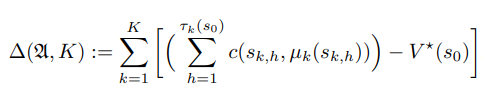 Δ(𝔄, K) := ∑_{k=1}^{K} [ ( ∑_{h=1}^{τ_k(s_0)} c(s_{k,h}, μ_k(s_{k,h})) ) − V^⋆(s_0) ]